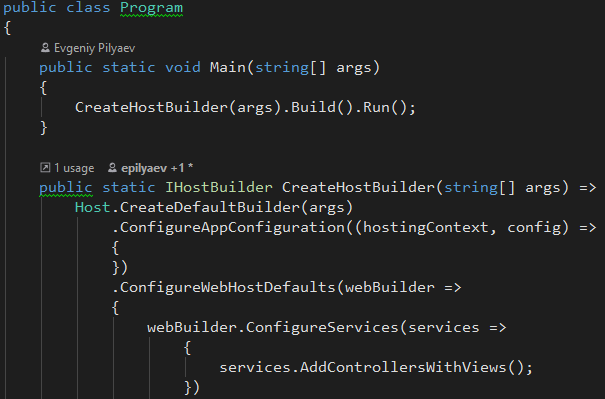 public class Program
{
Evgeniy Pilyaev
public static void Main(string[] args)
{
CreateHostBuilder(args).Build().Run();
}
1 usage epilyaev +1 *
public static IHostBuilder CreateHostBuilder(string[] args) =>
Host.CreateDefaultBuilder(args)
.ConfigureAppConfiguration((hostingContext, config) =>
{
})
.ConfigureWebHostDefaults(webBuilder =>
{
webBuilder.ConfigureServices(services =>
{
services.AddControllersWithViews();
})